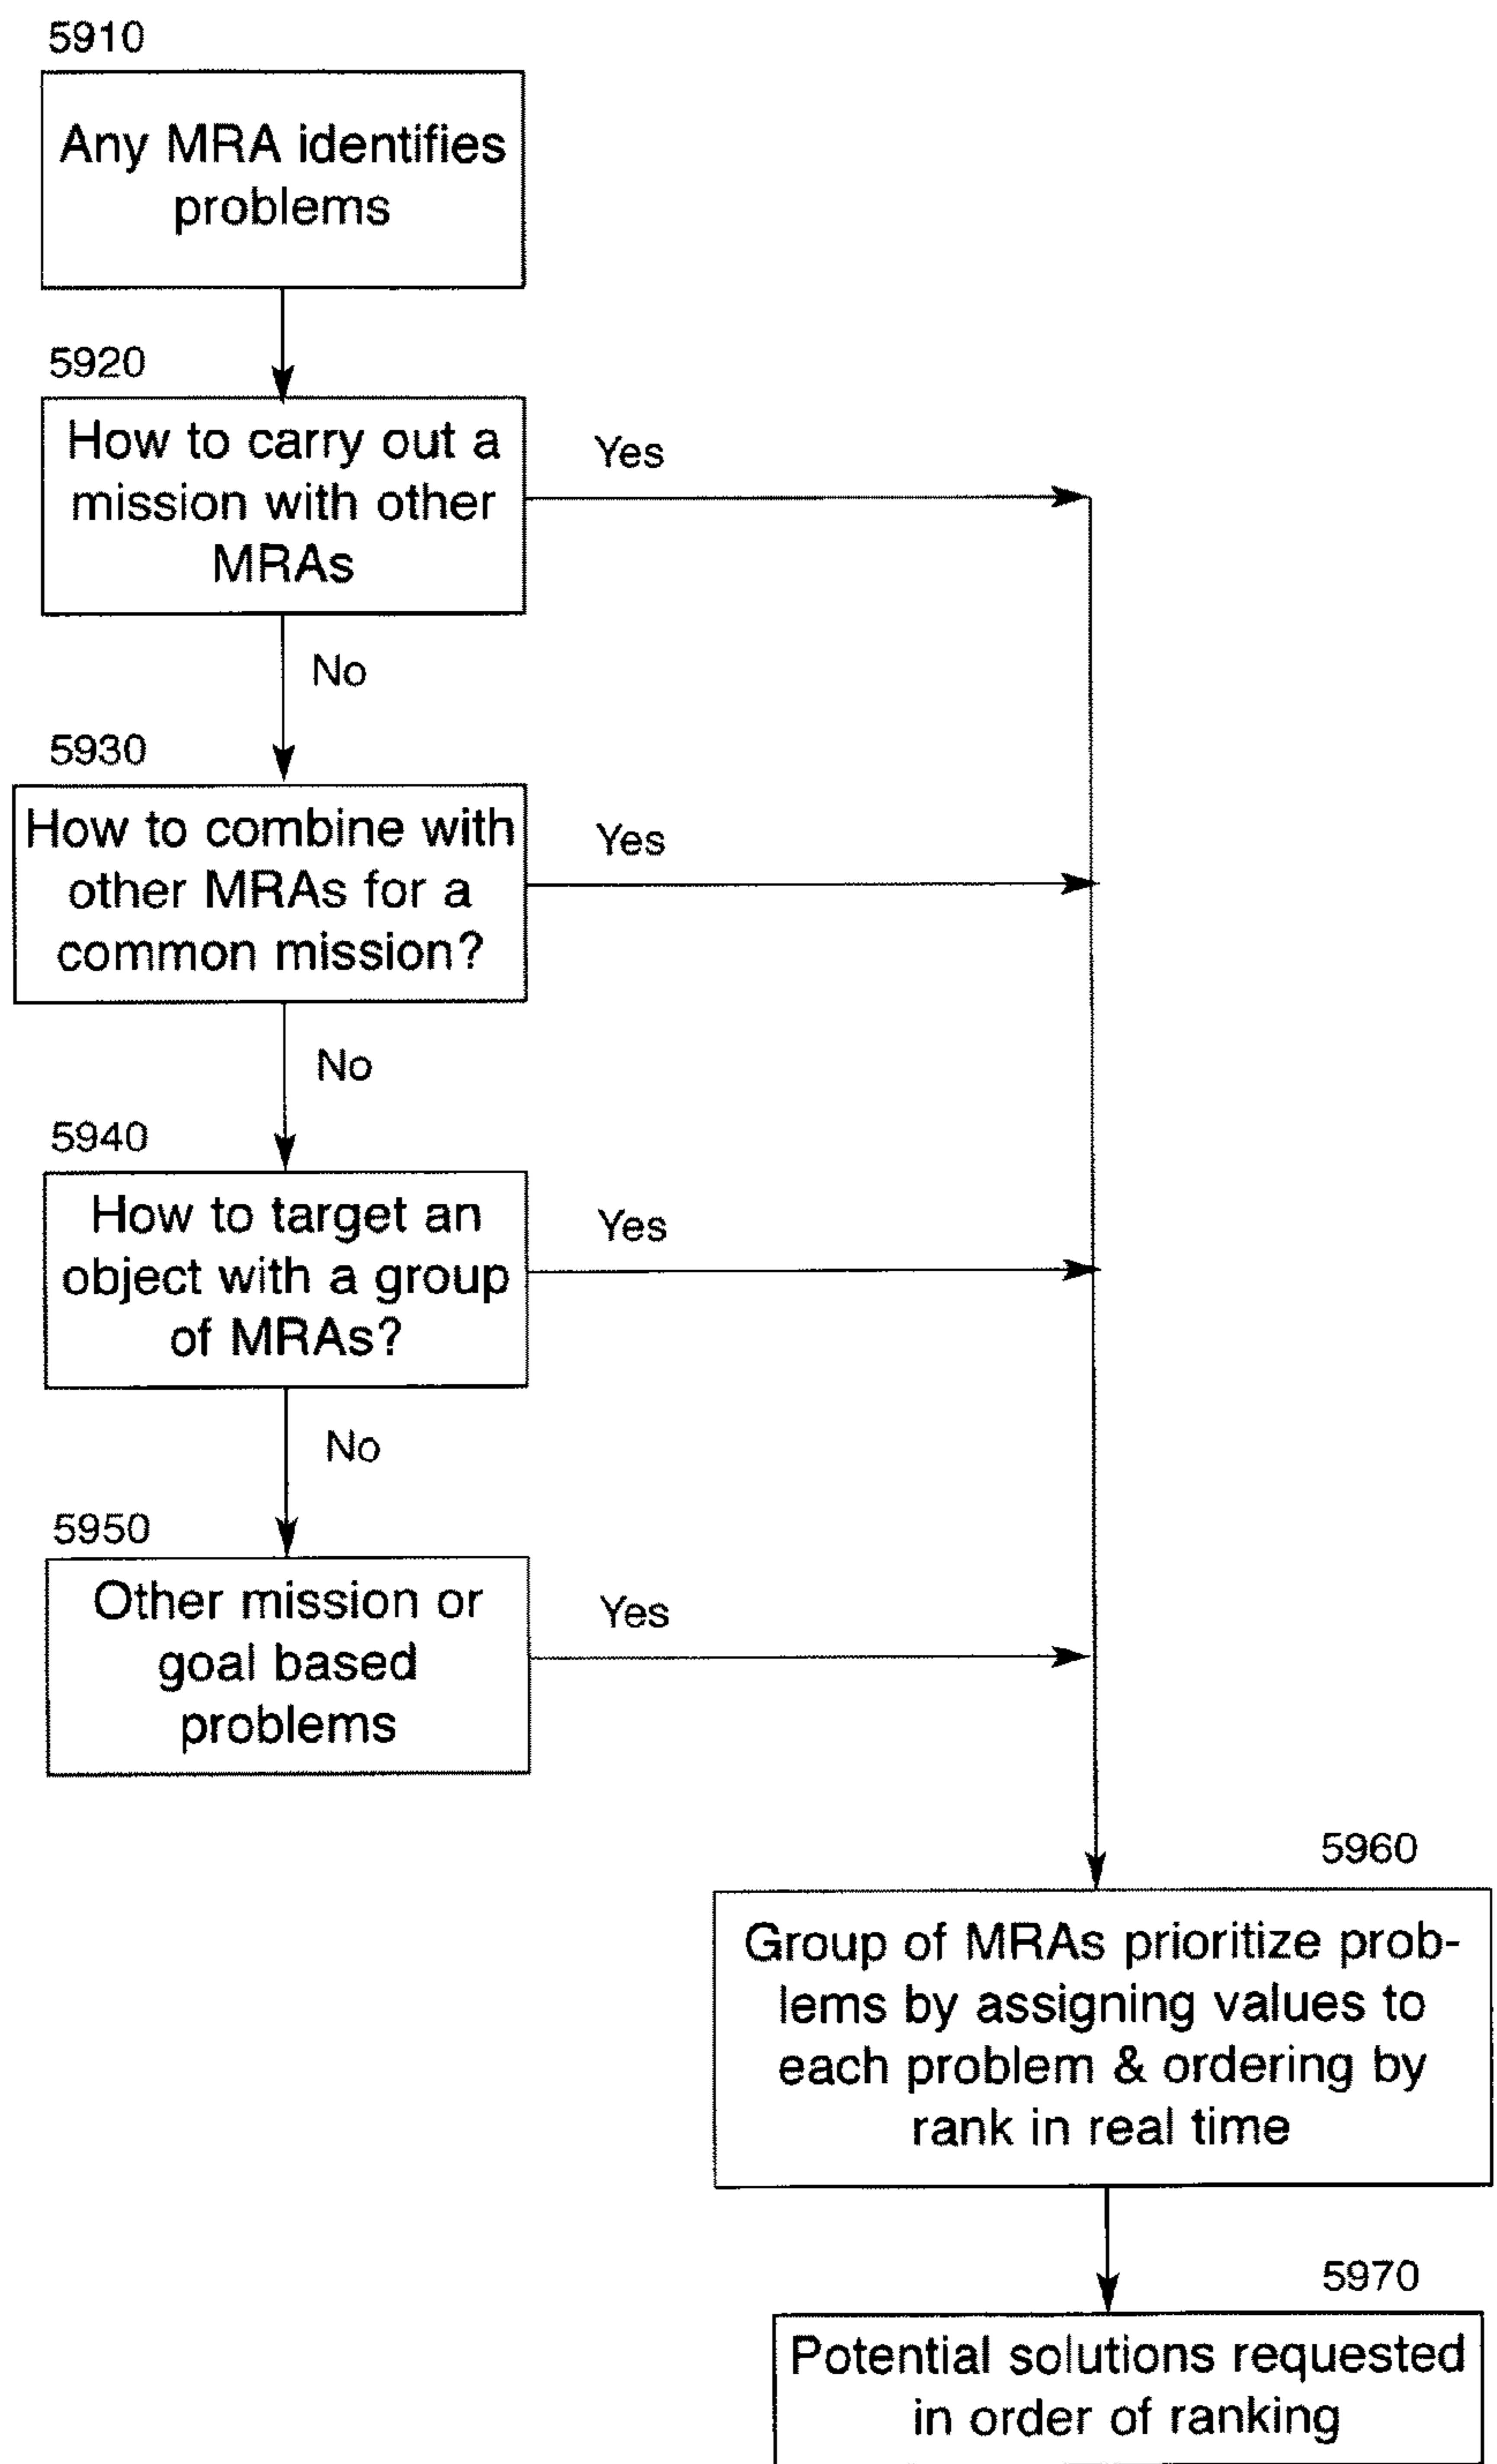 5910
Any MRA identifies
problems
5920
How to carry out a
mission with other
MRAs
Yes
No
5930
How to combine with
other MRAs for a
common mission?
Yes
No
5940
How to target an
object with a group
of MRAs?
Yes
No
5950
Other mission or
goal based
problems
Yes
5960
Group of MRAs prioritize prob-
lems by assigning values to
each problem & ordering by
rank in real time
5970
Potential solutions requested
in order of ranking